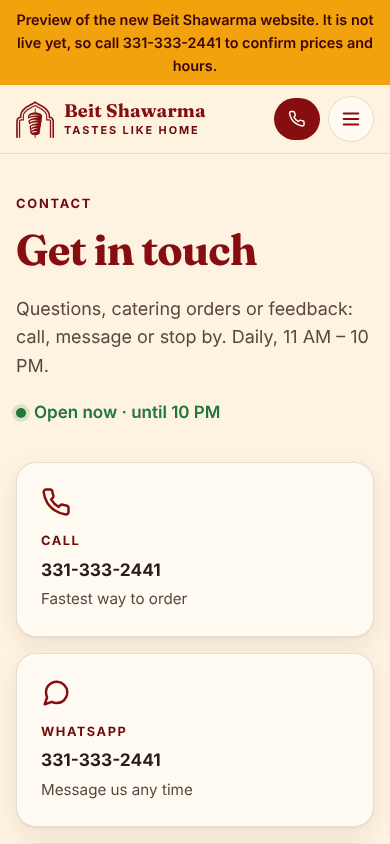 Preview of the new Beit Shawarma website. It is not
live yet, so call 331-333-2441 to confirm prices and
hours.
Beit Shawarma
TASTES LIKE HOME
CONTACT
Get in touch
Questions, catering orders or feedback:
call, message or stop by. Daily, 11 AM – 10
PM.
Open now · until 10 PM
CALL
331-333-2441
Fastest way to order
WHATSAPP
331-333-2441
Message us any time